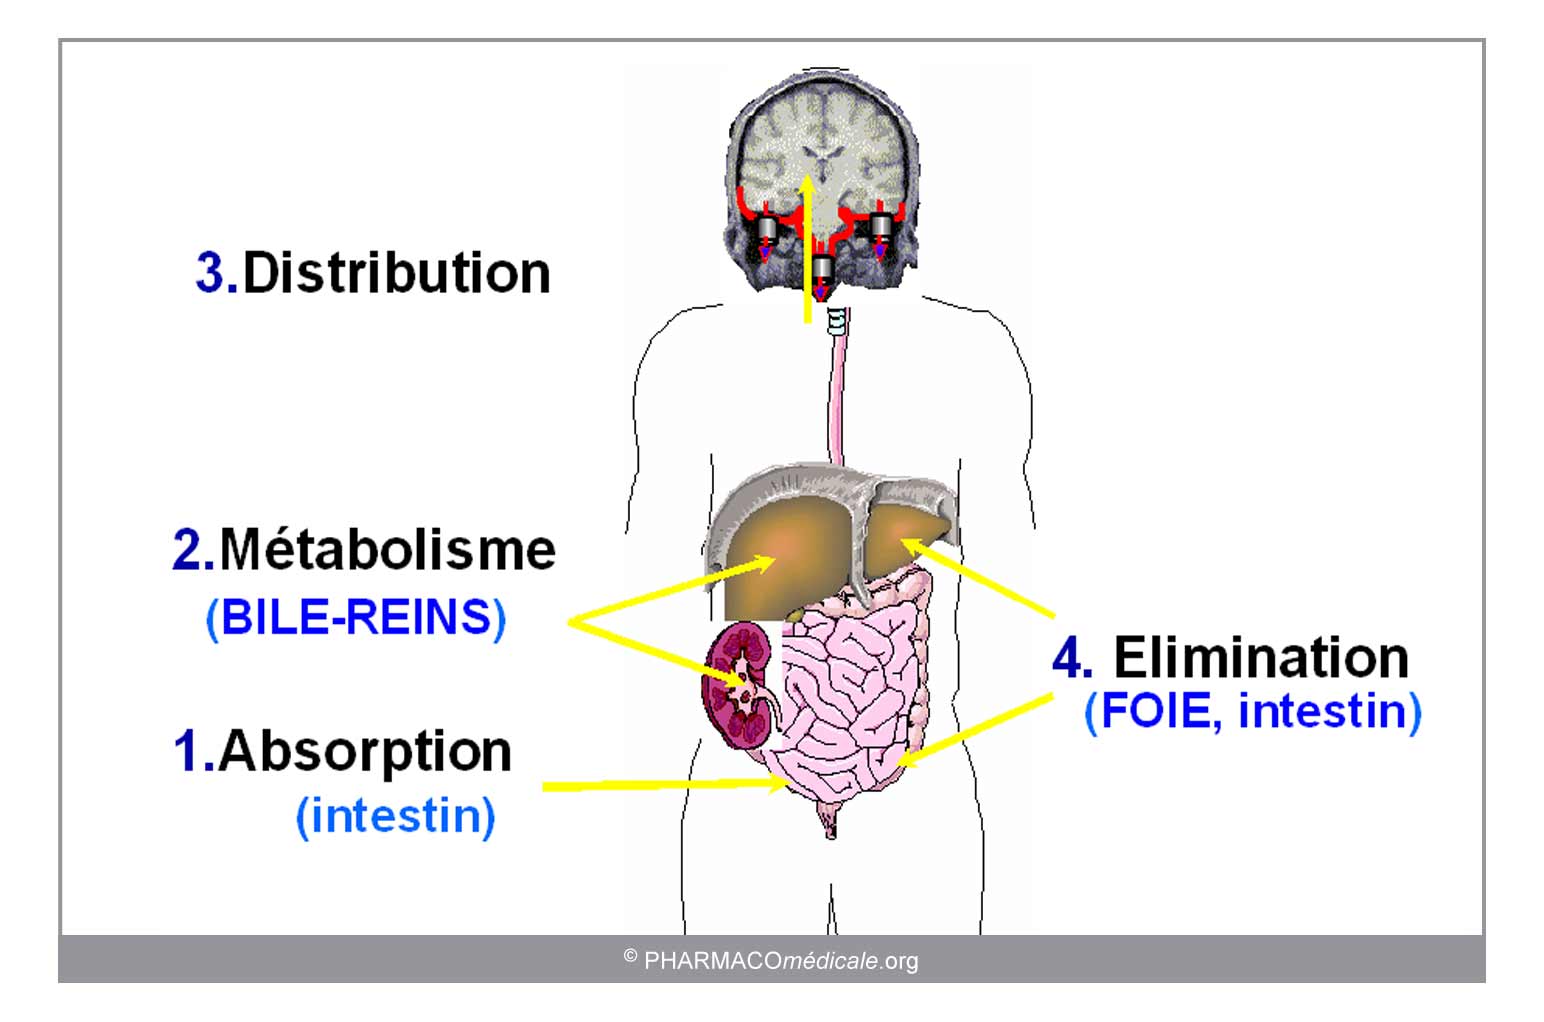 3.Distribution
2.Métabolisme
(BILE-REINS)
1.Absorption
(intestin)
4. Elimination
(FOIE, intestin)
© PHARMACOmédicale.org